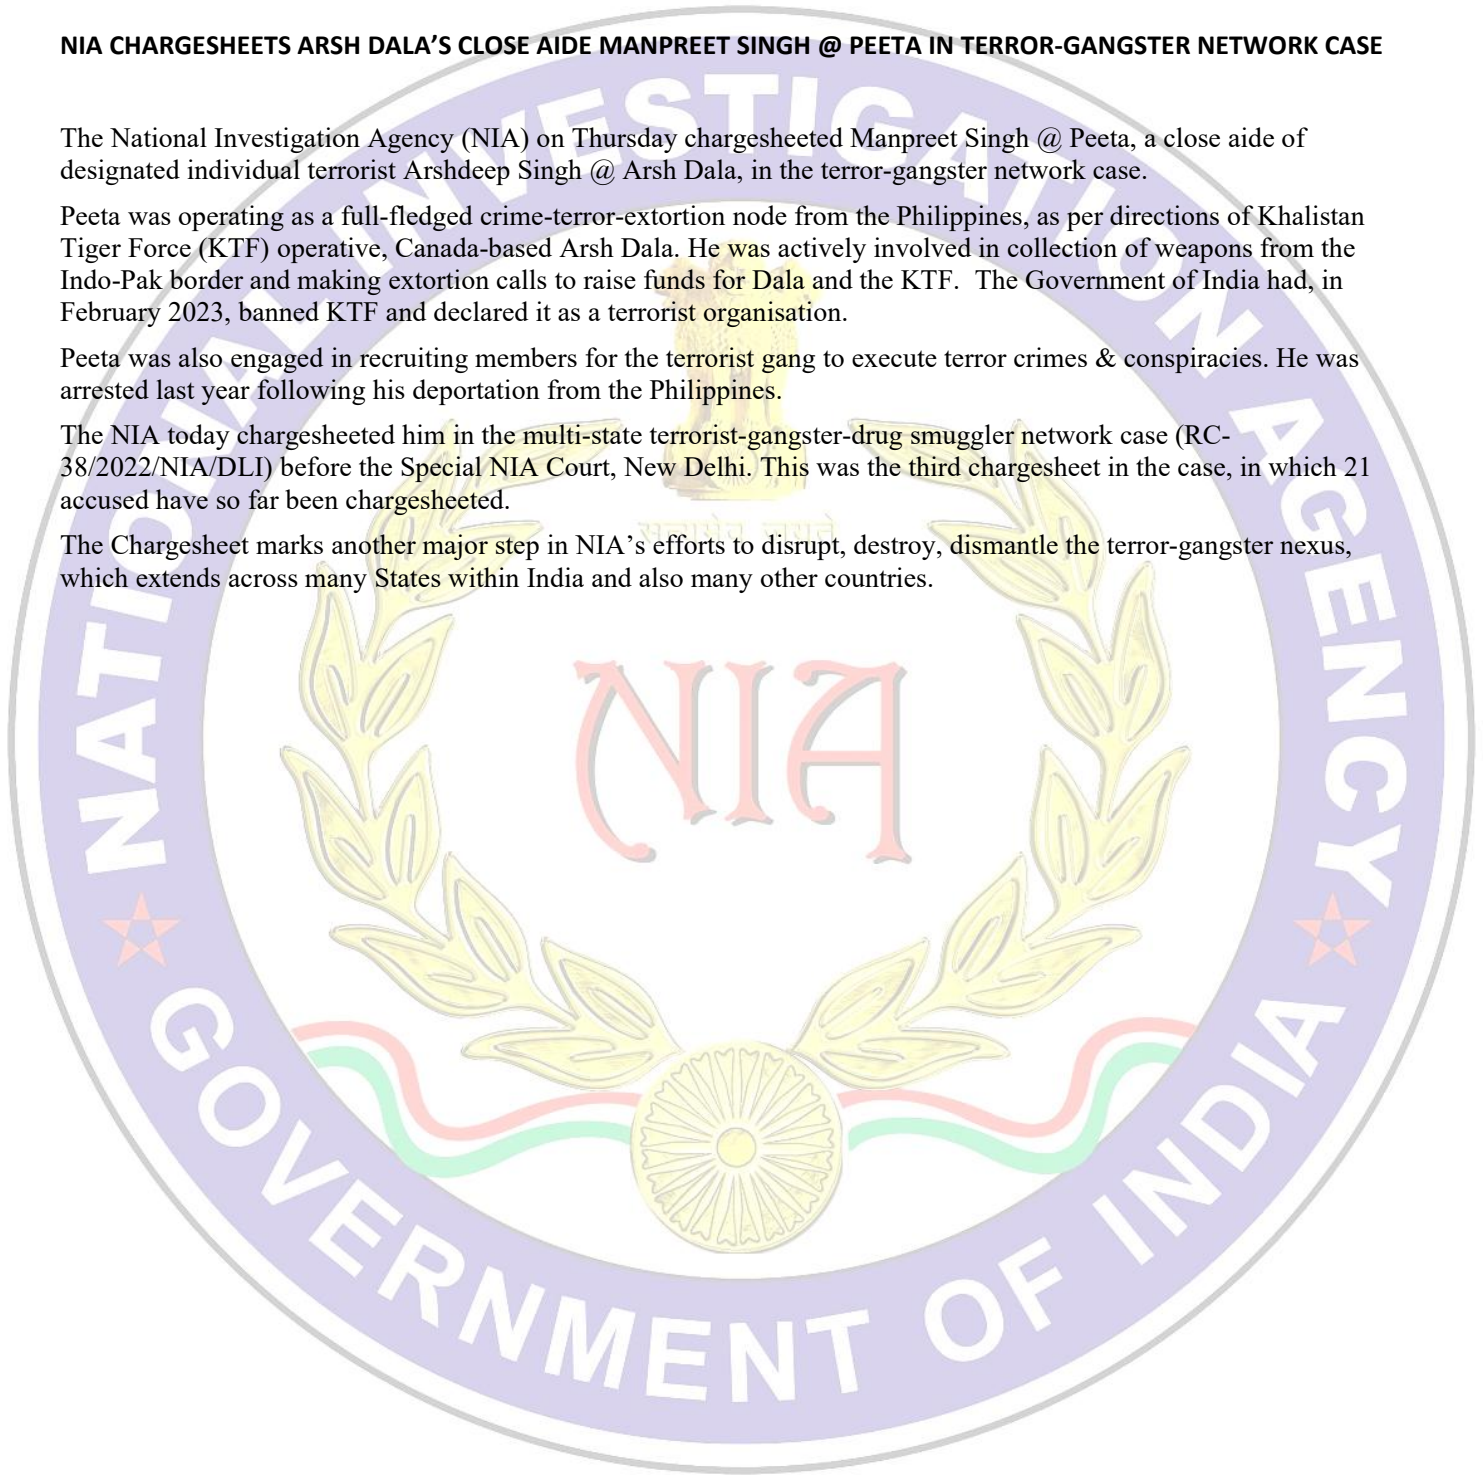 NIA CHARGESHEETS ARSH DALA’S CLOSE AIDE MANPREET SINGH @ PEETA IN TERROR-GANGSTER NETWORK CASE
The National Investigation Agency (NIA) on Thursday chargesheeted Manpreet Singh @ Peeta, a close aide of
designated individual terrorist Arshdeep Singh @ Arsh Dala, in the terror-gangster network case.
Peeta was operating as a full-fledged crime-terror-extortion node from the Philippines, as per directions of Khalistan
Tiger Force (KTF) operative, Canada-based Arsh Dala. He was actively involved in collection of weapons from the
Indo-Pak border and making extortion calls to raise funds for Dala and the KTF.  The Government of India had, in
February 2023, banned KTF and declared it as a terrorist organisation.
Peeta was also engaged in recruiting members for the terrorist gang to execute terror crimes & conspiracies. He was
arrested last year following his deportation from the Philippines.
The NIA today chargesheeted him in the multi-state terrorist-gangster-drug smuggler network case (RC-
38/2022/NIA/DLI) before the Special NIA Court, New Delhi. This was the third chargesheet in the case, in which 21
accused have so far been chargesheeted.
The Chargesheet marks another major step in NIA’s efforts to disrupt, destroy, dismantle the terror-gangster nexus,
which extends across many States within India and also many other countries.
NATIONAL INVESTIGATION AGENCY
सत्यमेव जयते
NIA
GOVERNMENT OF INDIA